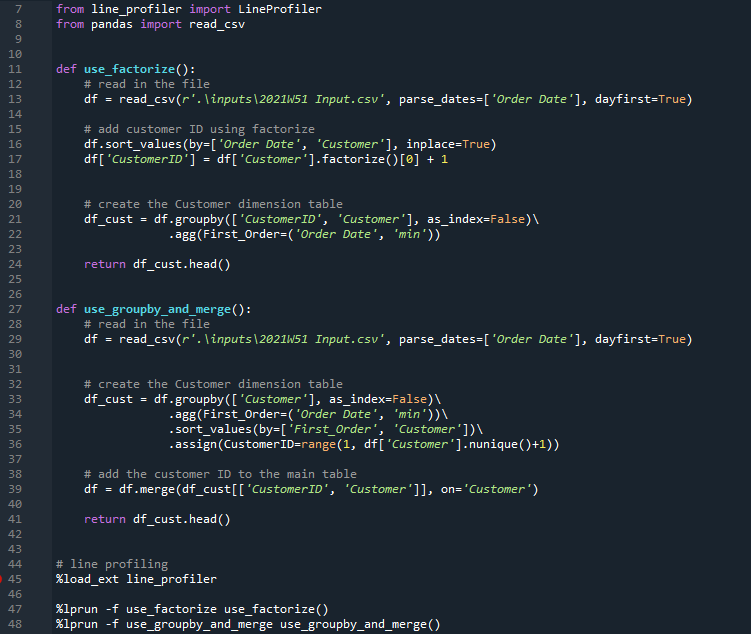 7 from line_profiler import LineProfiler
8 from pandas import read_csv
9
10
11 def use_factorize():
12     # read in the file
13     df = read_csv(r'.\inputs\2021W51 Input.csv', parse_dates=['Order Date'], dayfirst=True)
14
15     # add customer ID using factorize
16     df.sort_values(by=['Order Date', 'Customer'], inplace=True)
17     df['CustomerID'] = df['Customer'].factorize()[0] + 1
18
19
20     # create the Customer dimension table
21     df_cust = df.groupby(['CustomerID', 'Customer'], as_index=False)\
22                 .agg(First_Order=('Order Date', 'min'))
23
24     return df_cust.head()
25
26
27 def use_groupby_and_merge():
28     # read in the file
29     df = read_csv(r'.\inputs\2021W51 Input.csv', parse_dates=['Order Date'], dayfirst=True)
30
31
32     # create the Customer dimension table
33     df_cust = df.groupby(['Customer'], as_index=False)\
34                 .agg(First_Order=('Order Date', 'min'))\
35                 .sort_values(by=['First_Order', 'Customer'])\
36                 .assign(CustomerID=range(1, df['Customer'].nunique()+1))
37
38     # add the customer ID to the main table
39     df = df.merge(df_cust[['CustomerID', 'Customer']], on='Customer')
40
41     return df_cust.head()
42
43
44 # line profiling
45 %load_ext line_profiler
46
47 %lprun -f use_factorize use_factorize()
48 %lprun -f use_groupby_and_merge use_groupby_and_merge()